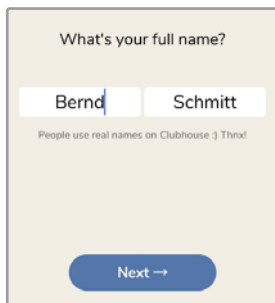 What's your full name?
Bernd Schmitt
People use real names on Clubhouse :) Thnx!
Next →